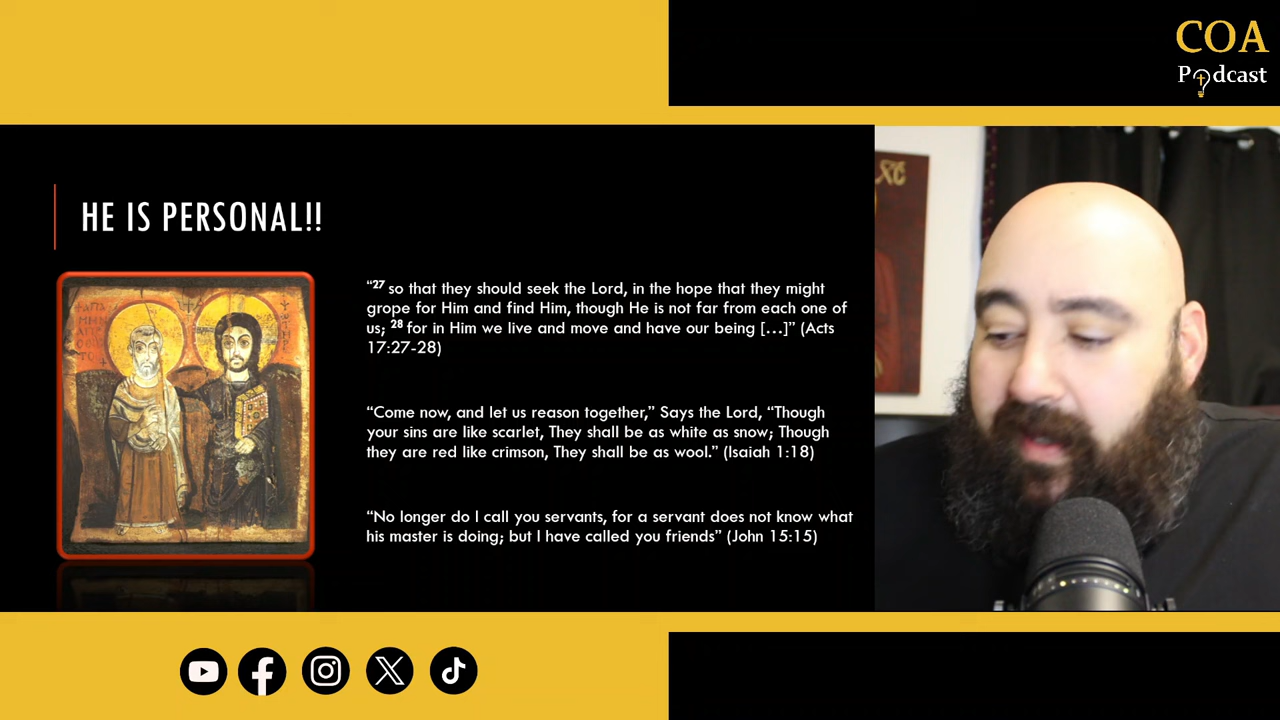 COA
Podcast
HE IS PERSONAL!!
“27 so that they should seek the Lord, in the hope that they might
grope for Him and find Him, though He is not far from each one of
us; 28 for in Him we live and move and have our being […]” (Acts
17:27-28)
“Come now, and let us reason together,” Says the Lord, “Though
your sins are like scarlet, They shall be as white as snow; Though
they are red like crimson, They shall be as wool.” (Isaiah 1:18)
“No longer do I call you servants, for a servant does not know what
his master is doing; but I have called you friends” (John 15:15)
XC